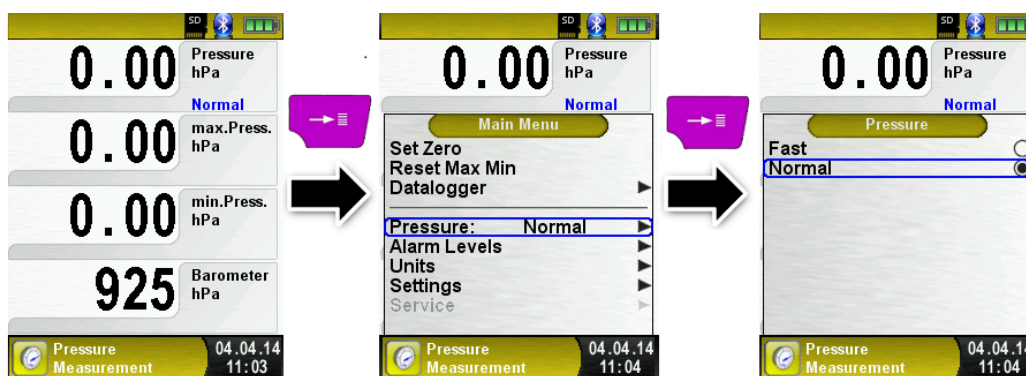 SD
0.00 Pressure
hPa
Normal
0.00 max.Press.
hPa
0.00 min.Press.
hPa
925 Barometer
hPa
Pressure 04.04.14
Measurement 11:03
SD
0.00 Pressure
hPa
Normal
Main Menu
Set Zero
Reset Max Min
Datalogger
Pressure: Normal
Alarm Levels
Units
Settings
Service
Pressure 04.04.14
Measurement 11:04
SD
0.00 Pressure
hPa
Normal
Pressure
Fast
Normal
Pressure 04.04.14
Measurement 11:04